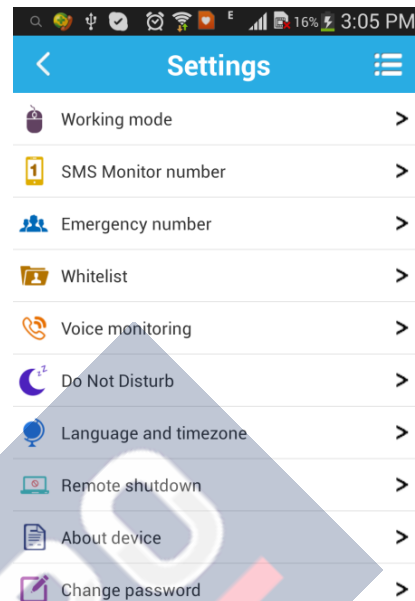 E 16% 3:05 PM
Settings
Working mode
1 SMS Monitor number
Emergency number
Whitelist
Voice monitoring
z z Do Not Disturb
Language and timezone
Remote shutdown
About device
Change password